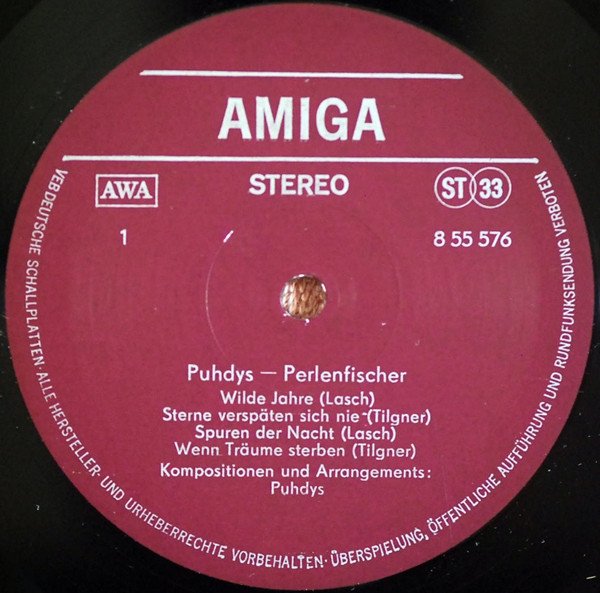 AMIGA
AWA
STEREO
ST 33
1
8 55 576
Puhdys — Perlenfischer
Wilde Jahre (Lasch)
Sterne verspäten sich nie (Tilgner)
Spuren der Nacht (Lasch)
Wenn Träume sterben (Tilgner)
Kompositionen und Arrangements:
Puhdys
VEB DEUTSCHE SCHALLPLATTEN · ALLE HERSTELLER- UND URHEBERRECHTE VORBEHALTEN · ÜBERSPIELUNG, ÖFFENTLICHE AUFFÜHRUNG UND RUNDFUNKSENDUNG VERBOTEN